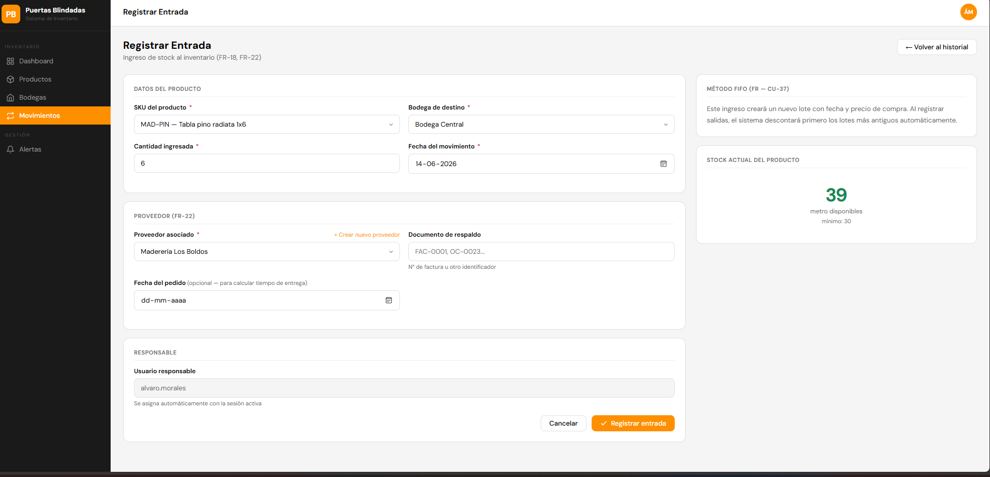 PB
Puertas Blindadas
Sistema de Inventario
INVENTARIO
Dashboard
Productos
Bodegas
Movimientos
GESTIÓN
Alertas
Registrar Entrada
ÁM
Registrar Entrada
Ingreso de stock al inventario (FR-18, FR-22)
← Volver al historial
DATOS DEL PRODUCTO
SKU del producto *
MAD-PIN — Tabla pino radiata 1x6
Bodega de destino *
Bodega Central
Cantidad ingresada *
6
Fecha del movimiento *
14-06-2026
PROVEEDOR (FR-22)
Proveedor asociado *
+ Crear nuevo proveedor
Maderería Los Boldos
Documento de respaldo
FAC-0001, OC-0023...
N° de factura u otro identificador
Fecha del pedido (opcional — para calcular tiempo de entrega)
dd-mm-aaaa
RESPONSABLE
Usuario responsable
alvaro.morales
Se asigna automáticamente con la sesión activa
Cancelar
✓ Registrar entrada
MÉTODO FIFO (FR — CU-37)
Este ingreso creará un nuevo lote con fecha y precio de compra. Al registrar
salidas, el sistema descontará primero los lotes más antiguos automáticamente.
STOCK ACTUAL DEL PRODUCTO
39
metro disponibles
mínimo: 30